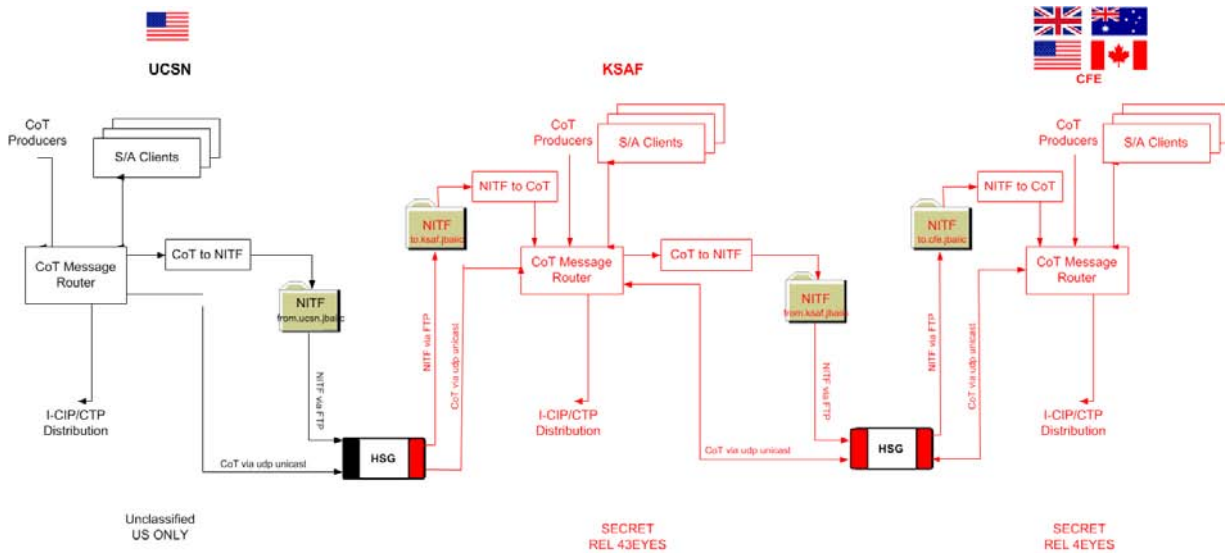 UCSN
KSAF
CFE
CoT
Producers
S/A Clients
CoT Message
Router
CoT to NITF
NITF
from.ucsn.jbaiic
NITF via FTP
I-CIP/CTP
Distribution
CoT via udp unicast
HSG
Unclassified
US ONLY
CoT
Producers
S/A Clients
NITF to CoT
NITF
to.ksaf.jbaiic
NITF via FTP
CoT via udp unicast
CoT Message
Router
CoT to NITF
NITF
from.ksaf.jbaiic
NITF via FTP
I-CIP/CTP
Distribution
CoT via udp unicast
HSG
SECRET
REL 43EYES
CoT
Producers
S/A Clients
NITF to CoT
NITF
to.cfe.jbaiic
NITF via FTP
CoT via udp unicast
CoT Message
Router
I-CIP/CTP
Distribution
SECRET
REL 4EYES